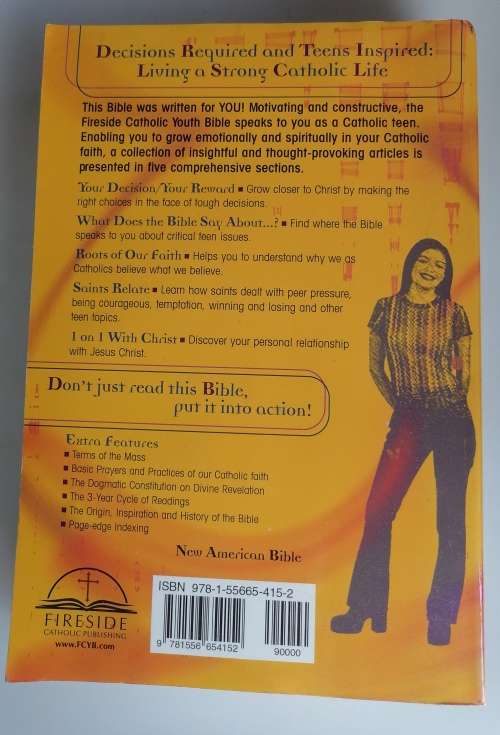 Decisions Required and Teens Inspired:
Living a Strong Catholic Life
This Bible was written for YOU! Motivating and constructive, the
Fireside Catholic Youth Bible speaks to you as a Catholic teen.
Enabling you to grow emotionally and spiritually in your Catholic
faith, a collection of insightful and thought-provoking articles is
presented in five comprehensive sections.
Your Decision/Your Reward ■ Grow closer to Christ by making the
right choices in the face of tough decisions.
What Does the Bible Say About...? ■ Find where the Bible
speaks to you about critical teen issues.
Roots of Our Faith ■ Helps you to understand why we as
Catholics believe what we believe.
Saints Relate ■ Learn how saints dealt with peer pressure,
being courageous, temptation, winning and losing and other
teen topics.
1 on 1 With Christ ■ Discover your personal relationship
with Jesus Christ.
Don't just read this Bible,
put it into action!
Extra Features
■ Terms of the Mass
■ Basic Prayers and Practices of our Catholic faith
■ The Dogmatic Constitution on Divine Revelation
■ The 3-Year Cycle of Readings
■ The Origin, Inspiration and History of the Bible
■ Page-edge Indexing
New American Bible
FIRESIDE
CATHOLIC PUBLISHING
www.FCYB.com
ISBN 978-1-55665-415-2
9 781556 654152
90000